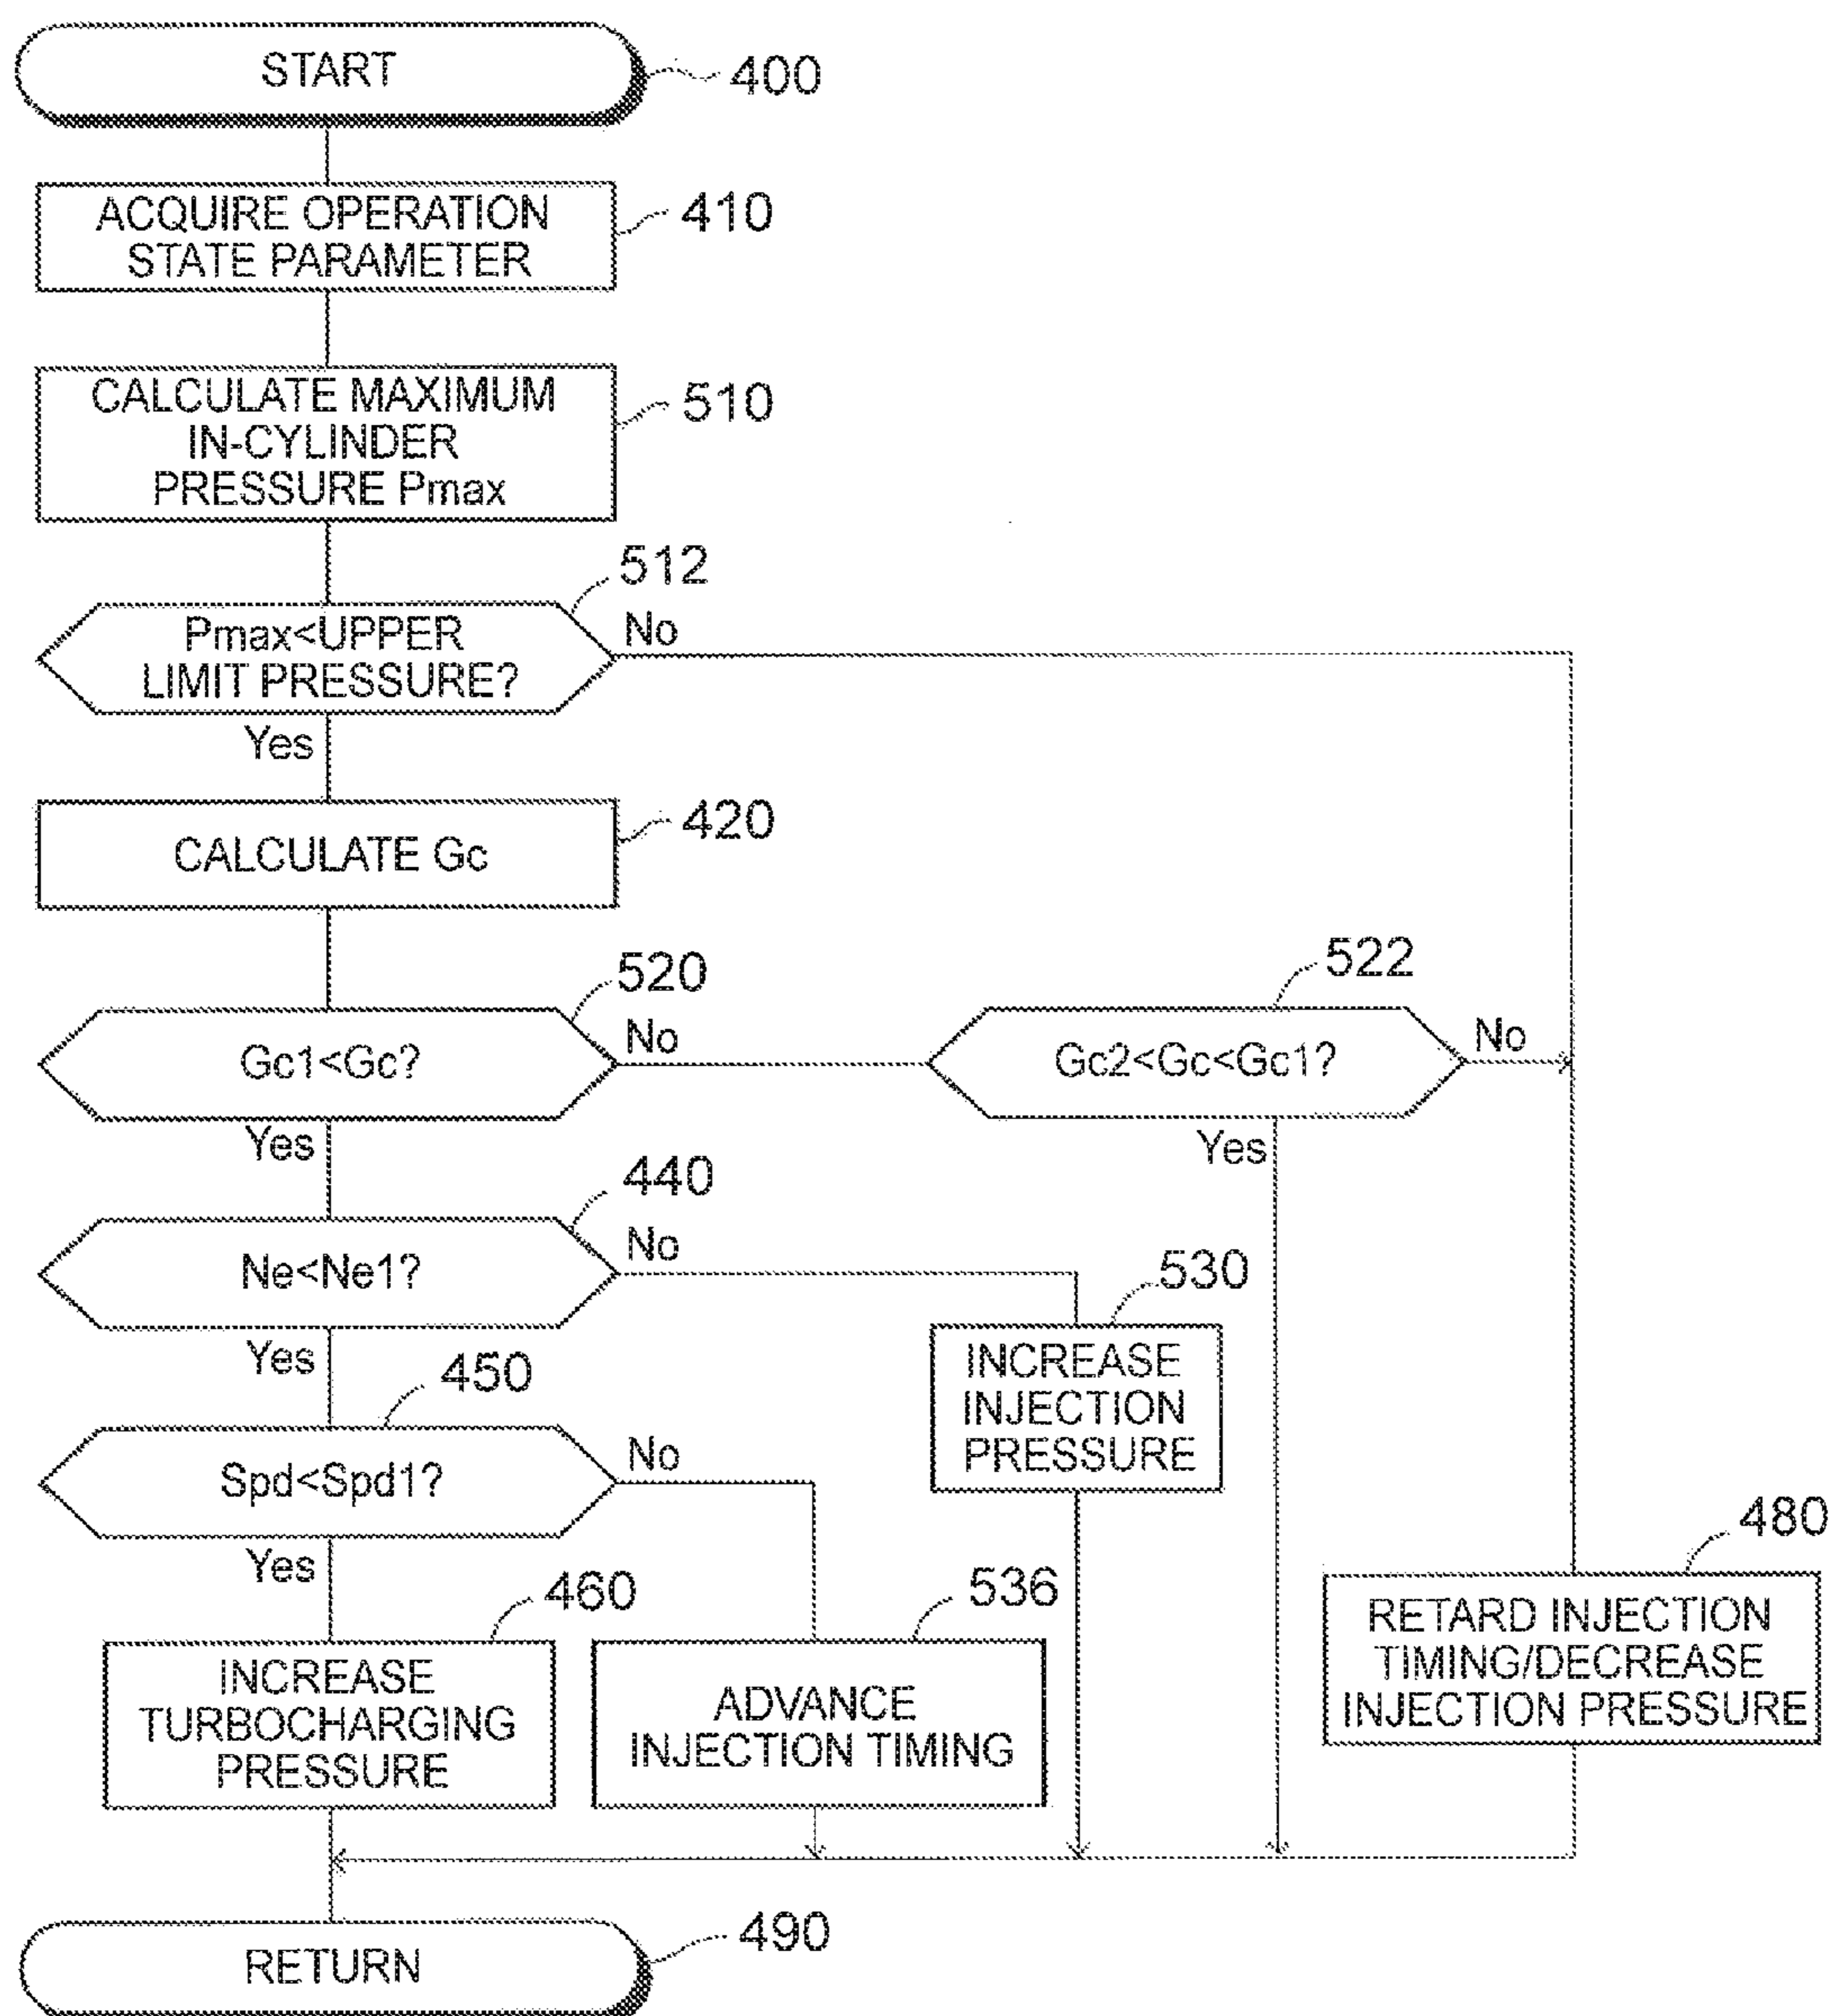 START
400
ACQUIRE OPERATION
STATE PARAMETER
410
CALCULATE MAXIMUM
IN-CYLINDER
PRESSURE Pmax
510
512
Pmax<UPPER
LIMIT PRESSURE?
No
Yes
CALCULATE Gc
420
520
Gc1<Gc?
No
522
Gc2<Gc<Gc1?
No
Yes
Yes
440
Ne<Ne1?
No
530
INCREASE
INJECTION
PRESSURE
Yes
450
Spd<Spd1?
No
Yes
460
INCREASE
TURBOCHARGING
PRESSURE
536
ADVANCE
INJECTION TIMING
480
RETARD INJECTION
TIMING/DECREASE
INJECTION PRESSURE
RETURN
490